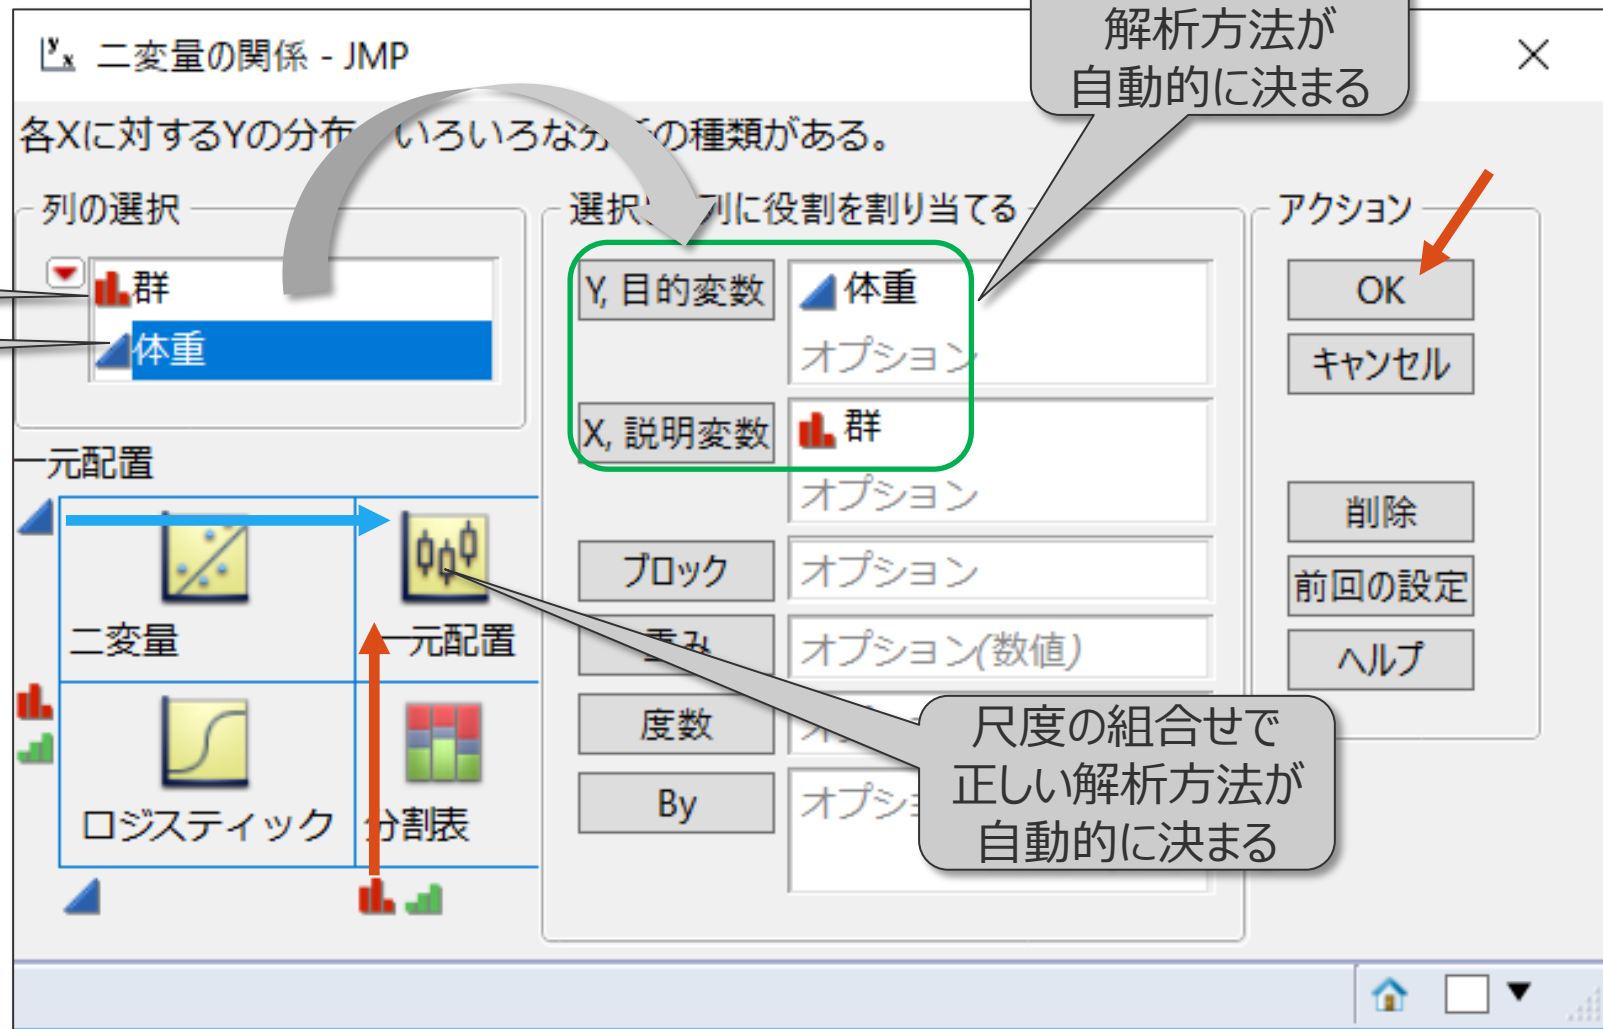 解析方法が
自動的に決まる
二変量の関係 - JMP
各Xに対するYの分布
いろいろな分
の種類がある。
列の選択
群
体重
選択
列に役割を割り当てる
Y, 目的変数
体重
オプション
X, 説明変数
群
オプション
ブロック
オプション
重み
オプション(数値)
度数
By
オプショ
アクション
OK
キャンセル
削除
前回の設定
ヘルプ
一元配置
二変量
一元配置
ロジスティック
分割表
尺度の組合せで
正しい解析方法が
自動的に決まる